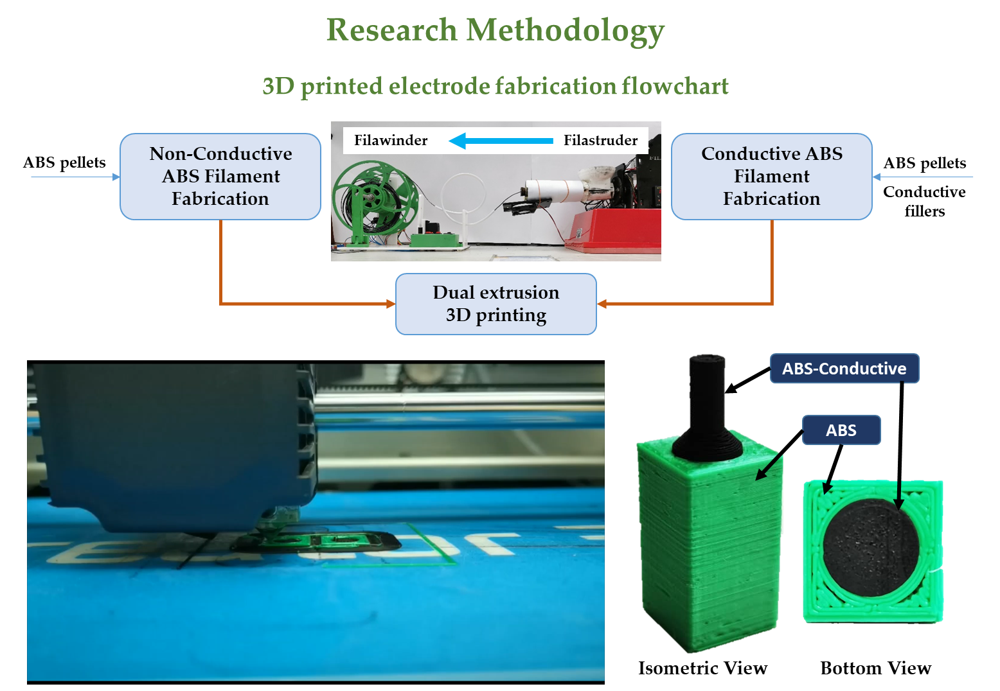 Research Methodology
3D printed electrode fabrication flowchart
ABS pellets
Non-Conductive
ABS Filament
Fabrication
Filawinder
Filastruder
Conductive ABS
Filament
Fabrication
ABS pellets
Conductive
fillers
Dual extrusion
3D printing
ABS-Conductive
ABS
Isometric View
Bottom View